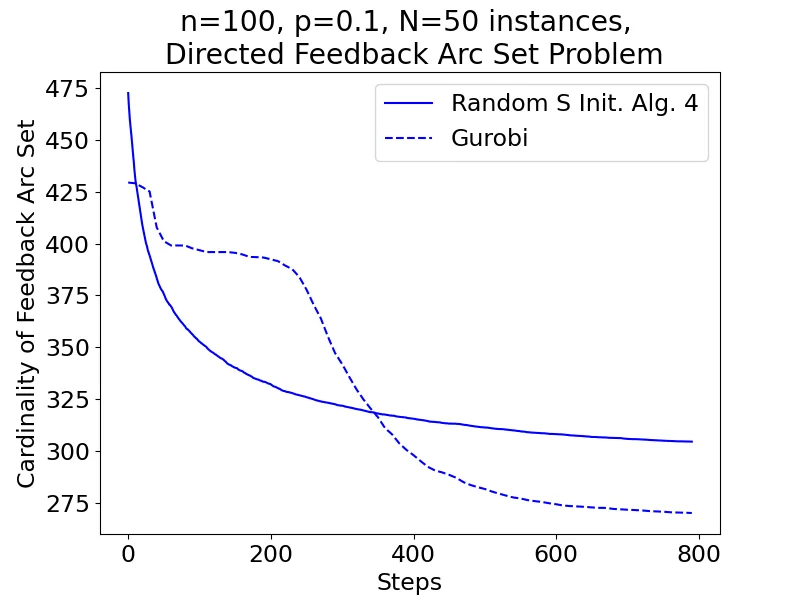 n=100, p=0.1, N=50 instances,
Directed Feedback Arc Set Problem
Random S Init. Alg. 4
Gurobi
Cardinality of Feedback Arc Set
475
450
425
400
375
350
325
300
275
0 200 400 600 800
Steps